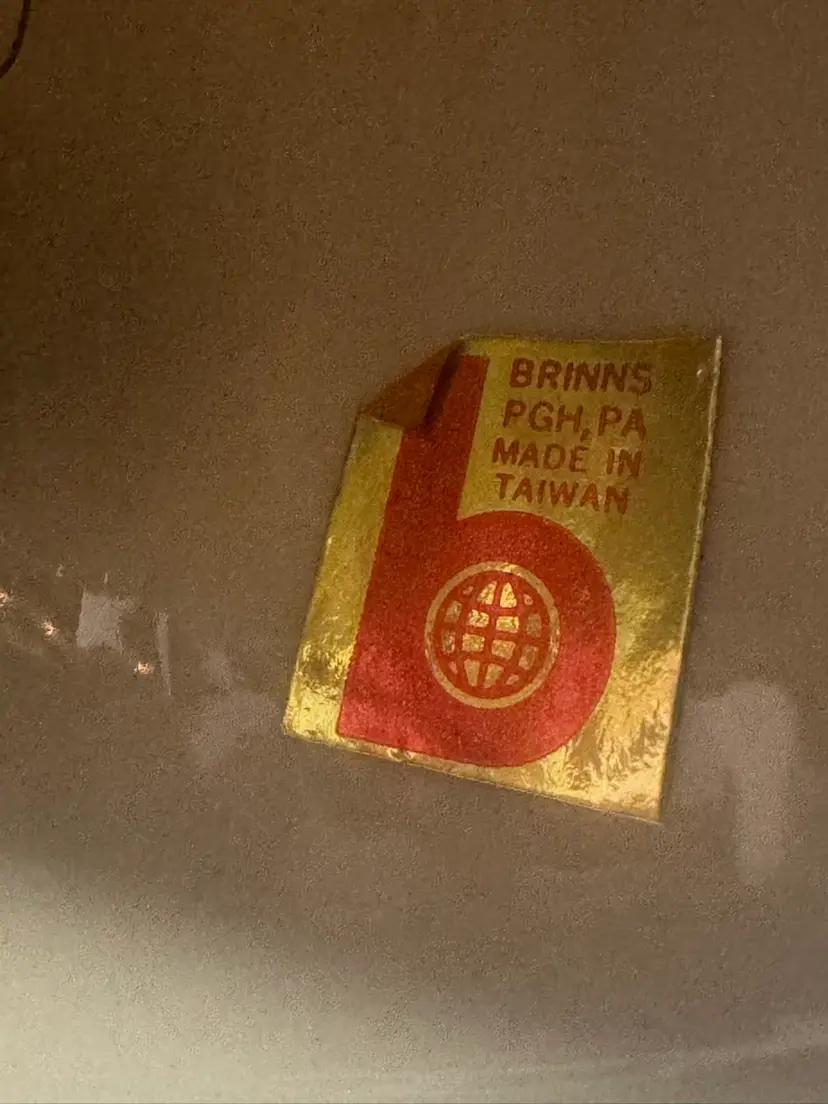 BRINNS
PGH, PA
MADE IN
TAIWAN
b